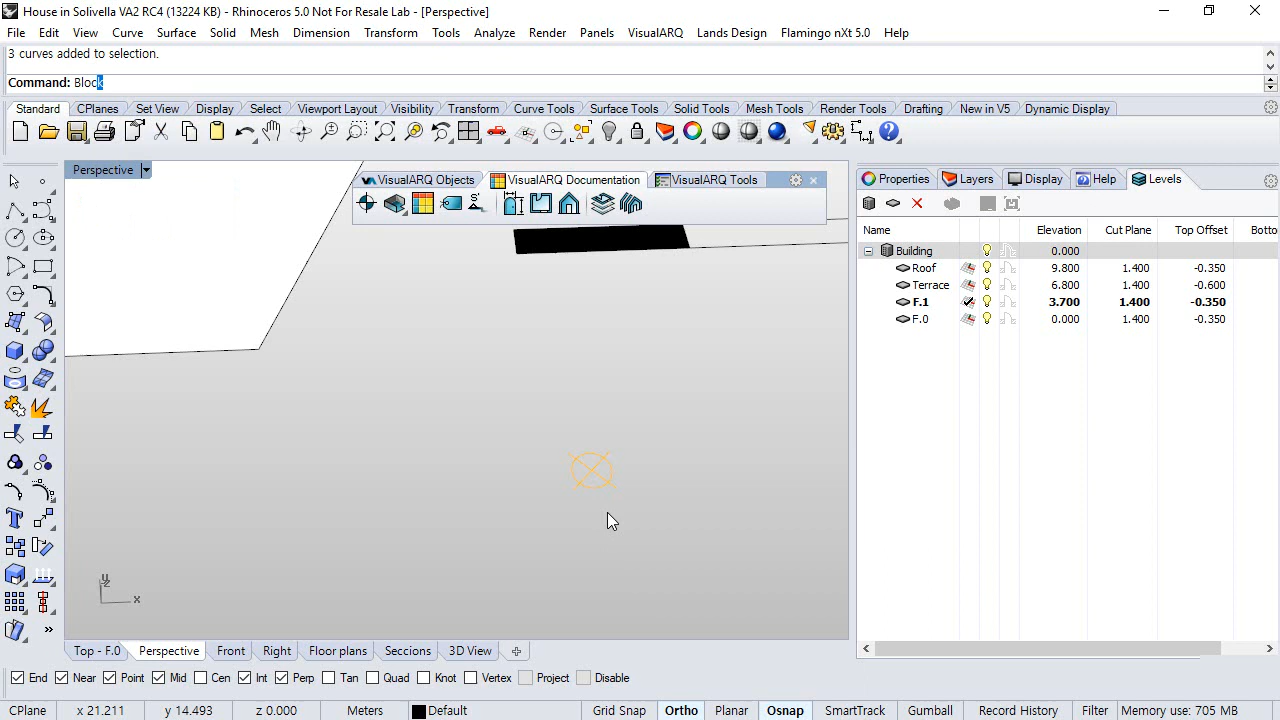 House in Solivella VA2 RC4 (13224 KB) - Rhinoceros 5.0 Not For Resale Lab - [Perspective]
File Edit View Curve Surface Solid Mesh Dimension Transform Tools Analyze Render Panels VisualARQ Lands Design Flamingo nXt 5.0 Help
3 curves added to selection.
Command: Block
Standard CPlanes Set View Display Select Viewport Layout Visibility Transform Curve Tools Surface Tools Solid Tools Mesh Tools Render Tools Drafting New in V5 Dynamic Display
Perspective
VisualARQ Objects VisualARQ Documentation VisualARQ Tools
Properties Layers Display Help Levels
Name Elevation Cut Plane Top Offset Botto
Building 0.000
Roof 9.800 1.400 -0.350
Terrace 6.800 1.400 -0.600
F.1 3.700 1.400 -0.350
F.0 0.000 1.400 -0.350
y
z
x
Top - F.0 Perspective Front Right Floor plans Seccions 3D View
End Near Point Mid Cen Int Perp Tan Quad Knot Vertex Project Disable
CPlane x 21.211 y 14.493 z 0.000 Meters Default Grid Snap Ortho Planar Osnap SmartTrack Gumball Record History Filter Memory use: 705 MB